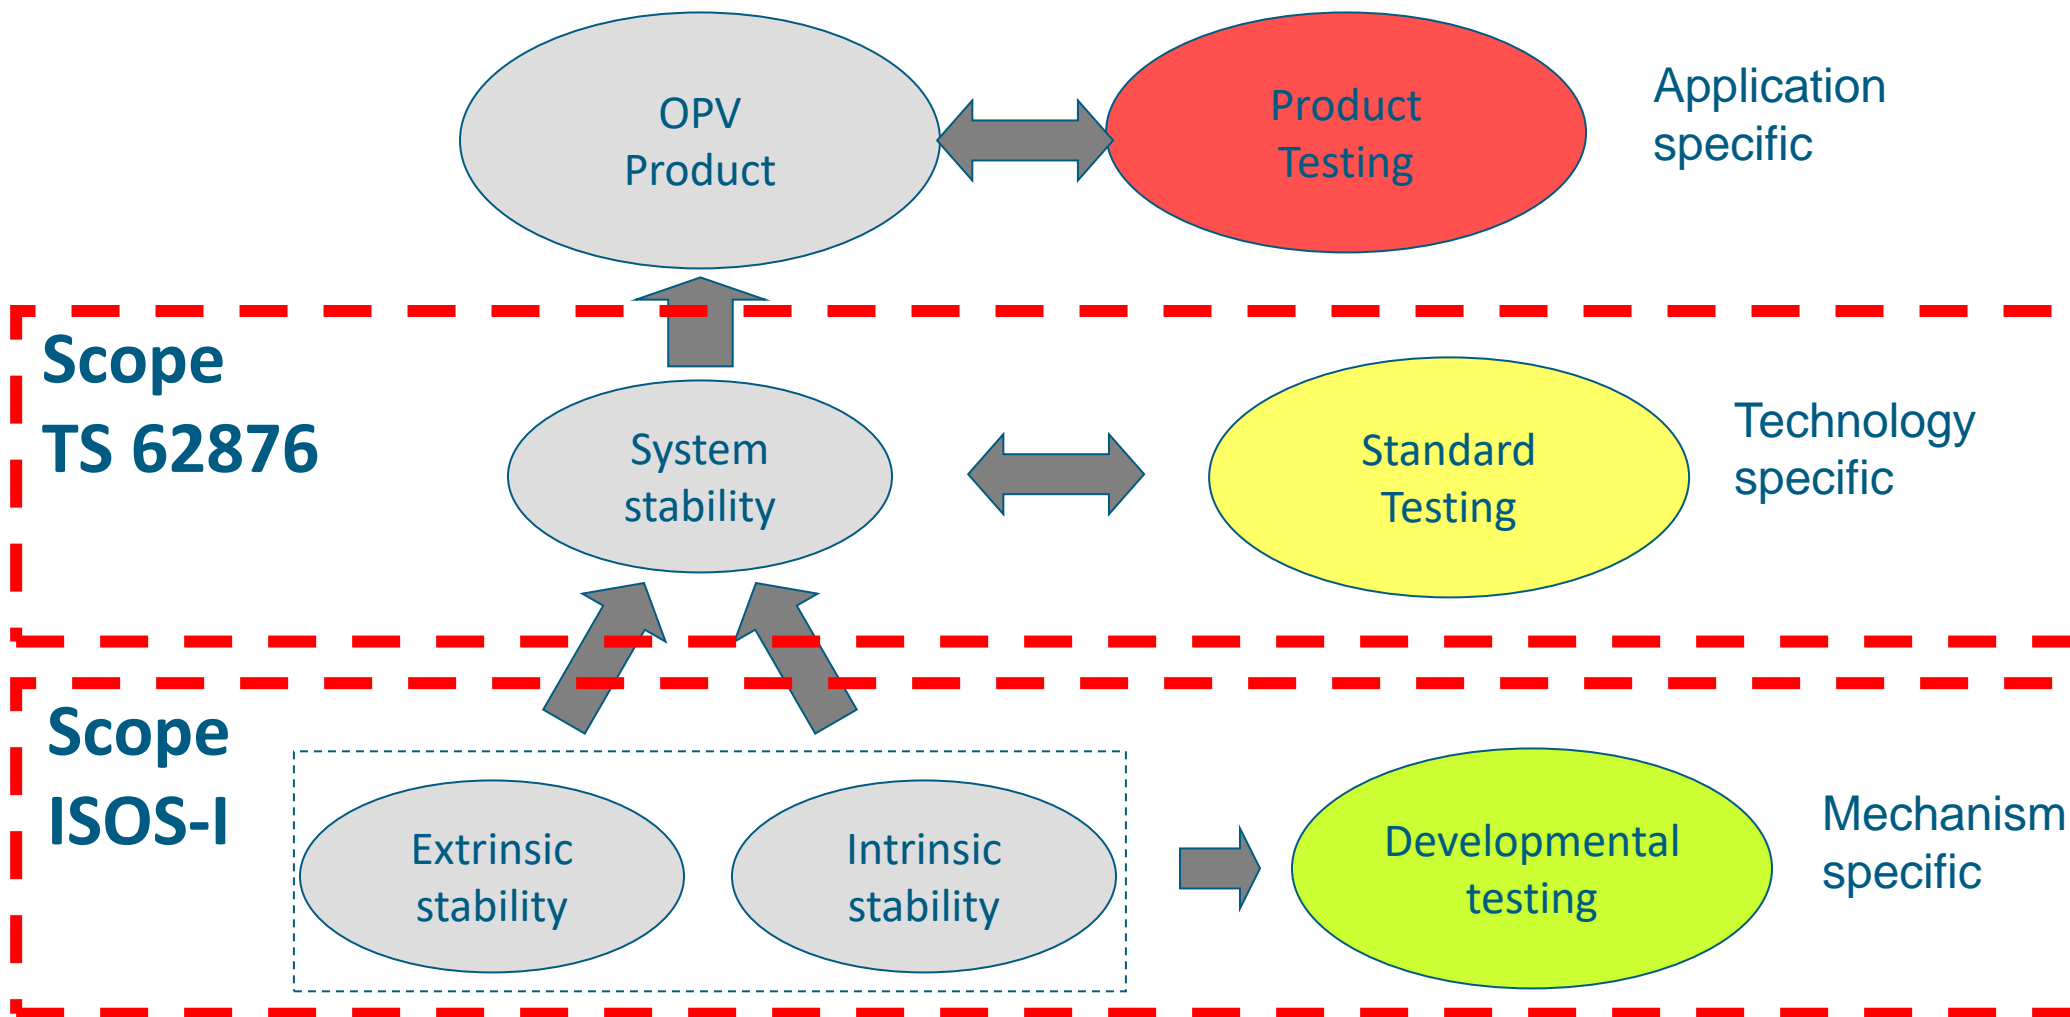 OPV
Product
Product
Testing
Application
specific
Scope
TS 62876
System
stability
Standard
Testing
Technology
specific
Scope
ISOS-I
Extrinsic
stability
Intrinsic
stability
Developmental
testing
Mechanism
specific